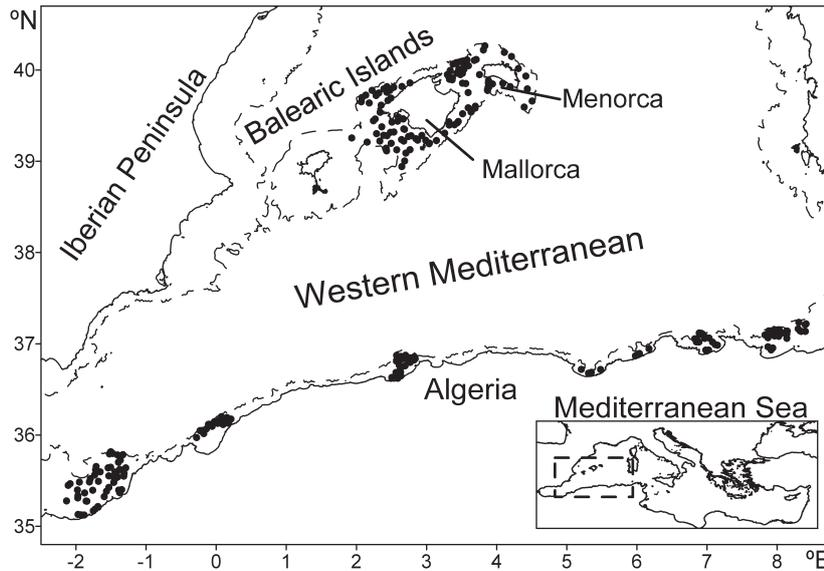 ºN
40
39
38
37
36
35
Iberian Peninsula
Balearic Islands
Menorca
Mallorca
Western Mediterranean
Algeria
Mediterranean Sea
-2 -1 0 1 2 3 4 5 6 7 8 ºE